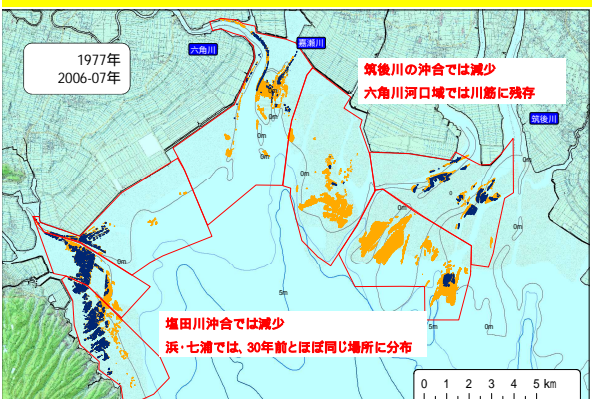 1977年
2006-07年
六角川
嘉瀬川
筑後川の沖合では減少
六角川河口域では川筋に残存
筑後川
0m
0m
0m
0m
0m
0
0m
0m
5m
5m
0m
塩田川沖合では減少
浜・七浦では、30年前とほぼ同じ場所に分布
0 1 2 3 4 5 km